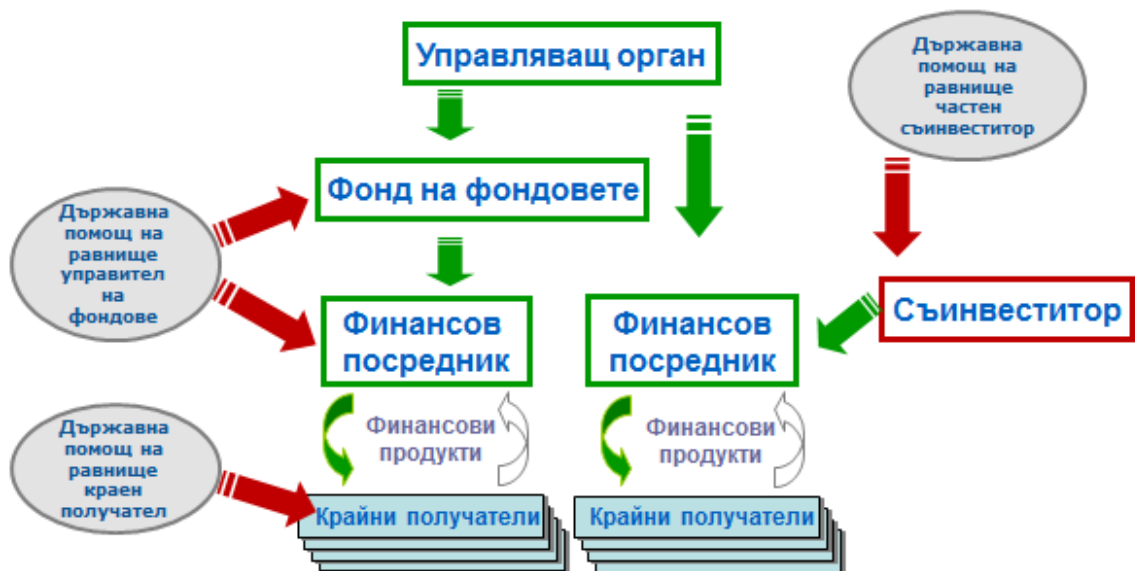 Управляващ орган
Държавна
помощ на
равнище
частен
съинвеститор
Фонд на фондовете
Държавна
помощ на
равнище
управител
на
фондове
Финансов
посредник
Финансов
посредник
Съинвеститор
Финансови
продукти
Финансови
продукти
Държавна
помощ на
равнище
краен
получател
Крайни получатели
Крайни получатели